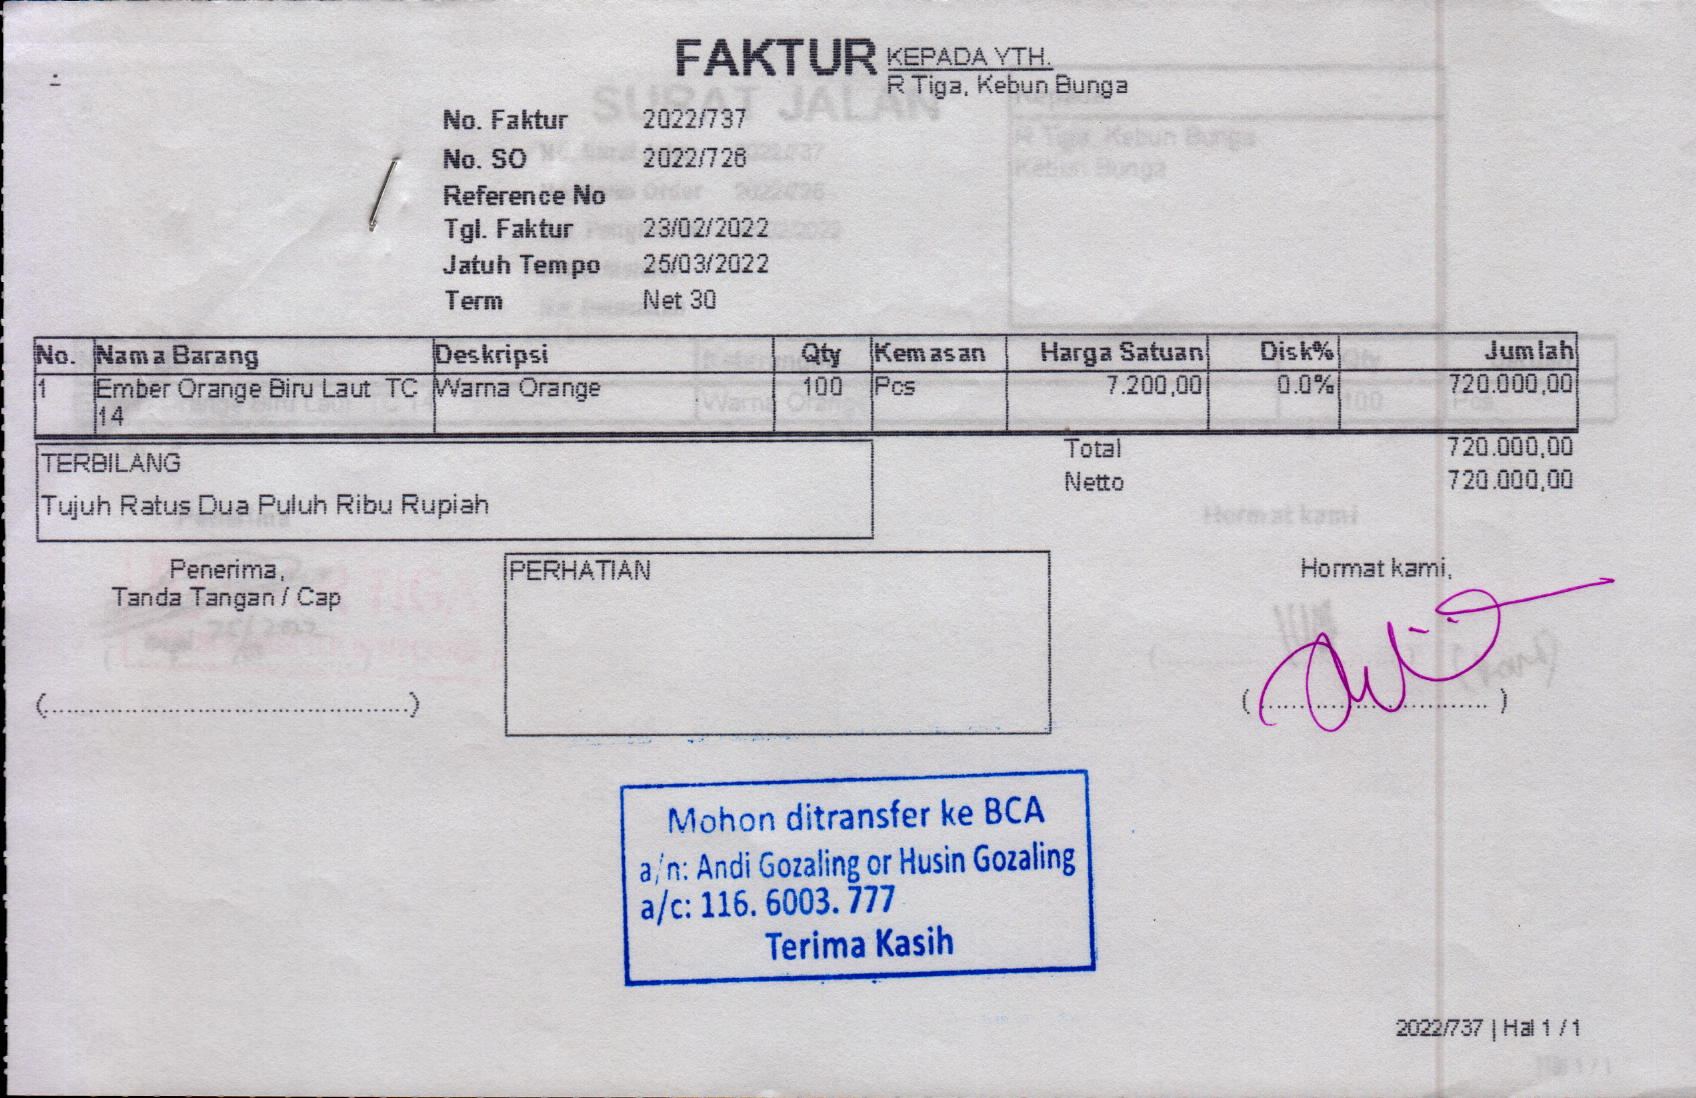 FAKTUR
KEPADA YTH.
R Tiga, Kebun Bunga
No. Faktur 2022/737
No. SO 2022/726
Reference No
Tgl. Faktur 23/02/2022
Jatuh Tempo 25/03/2022
Term Net 30
No. Nama Barang Deskripsi Qty Kemasan Harga Satuan Disk% Jumlah
1 Ember Orange Biru Laut TC Warna Orange 100 Pcs 7.200,00 0.0% 720.000,00
14
Total 720.000,00
Netto 720.000,00
TERBILANG
Tujuh Ratus Dua Puluh Ribu Rupiah
Penerima,
Tanda Tangan / Cap
(............................................)
PERHATIAN
Hormat kami,
(............................)
Mohon ditransfer ke BCA
a/n: Andi Gozaling or Husin Gozaling
a/c: 116. 6003. 777
Terima Kasih
2022/737 | Hal 1 / 1